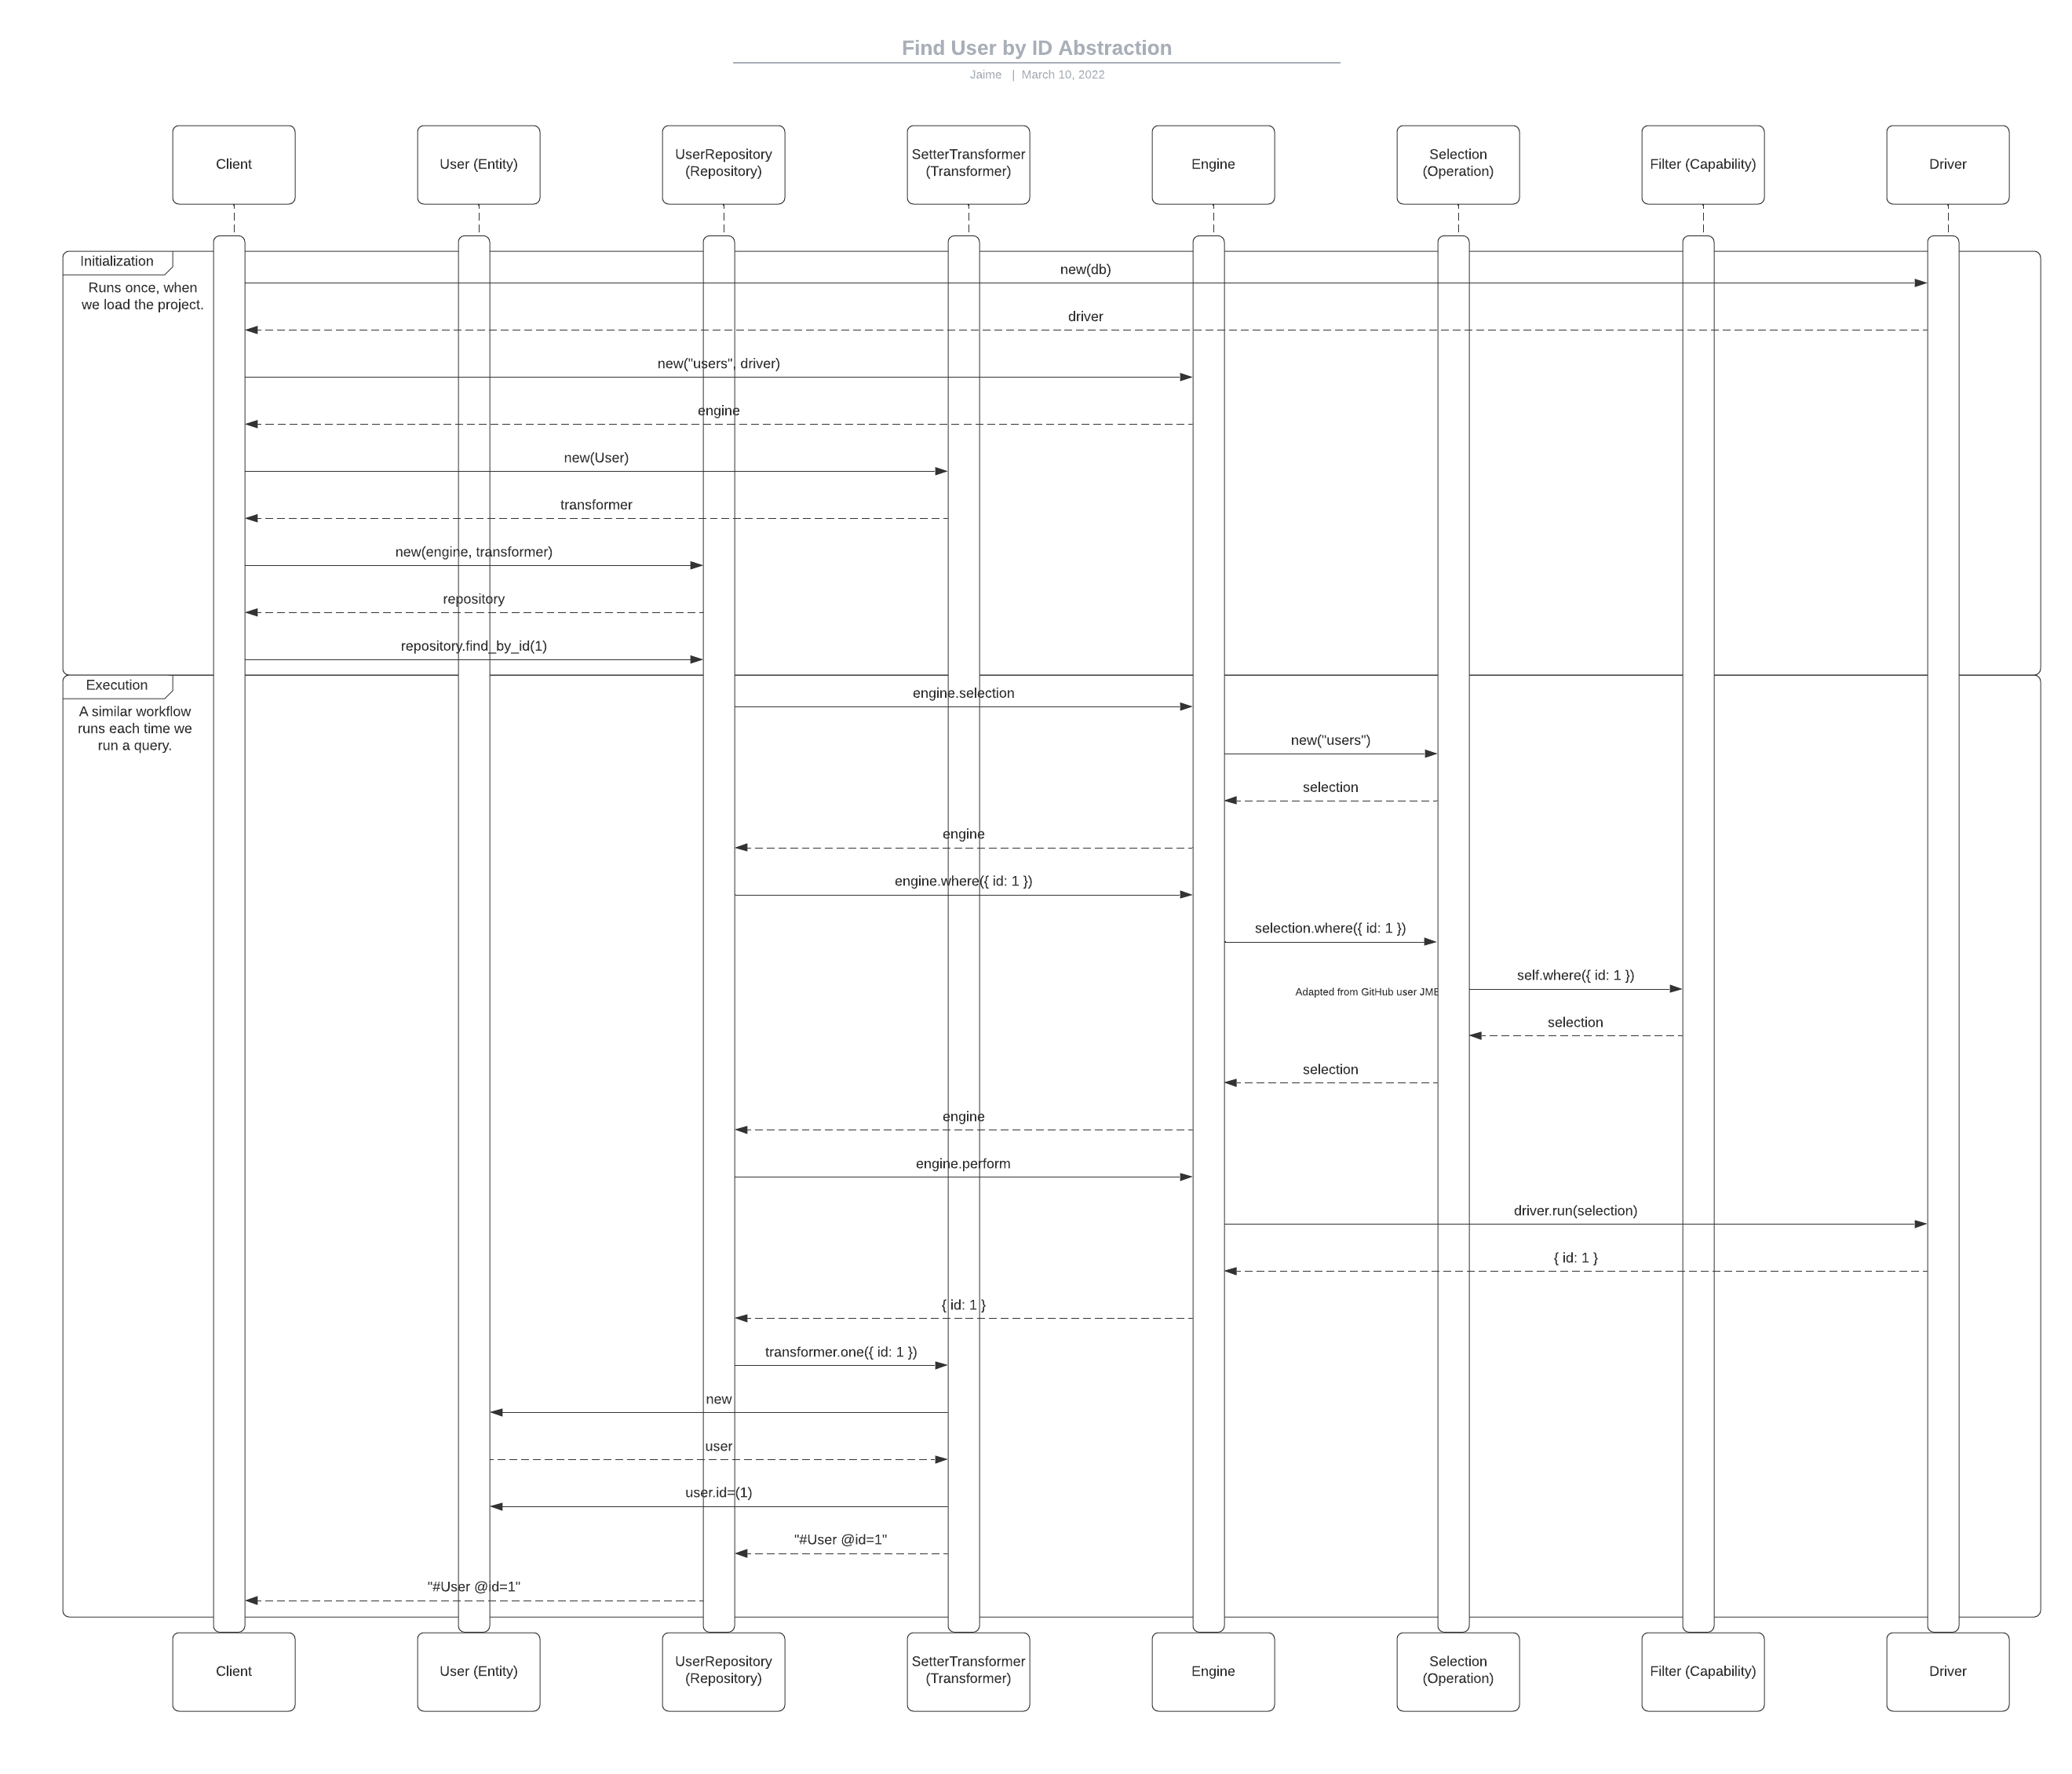 Find User by ID Abstraction
Jaime | March 10, 2022
Client
User (Entity)
UserRepository
(Repository)
SetterTransformer
(Transformer)
Engine
Selection
(Operation)
Filter (Capability)
Driver
Initialization
Runs once, when
we load the project.
new(db)
driver
new("users", driver)
engine
new(User)
transformer
new(engine, transformer)
repository
repository.find_by_id(1)
Execution
A similar workflow
runs each time we
run a query.
engine.selection
new("users")
selection
engine
engine.where({ id: 1 })
selection.where({ id: 1 })
self.where({ id: 1 })
Adapted from GitHub user
selection
selection
engine
engine.perform
driver.run(selection)
{ id: 1 }
{ id: 1 }
transformer.one({ id: 1 })
new
user
user.id=(1)
"#User @id=1"
"#User @id=1"
Client
User (Entity)
UserRepository
(Repository)
SetterTransformer
(Transformer)
Engine
Selection
(Operation)
Filter (Capability)
Driver